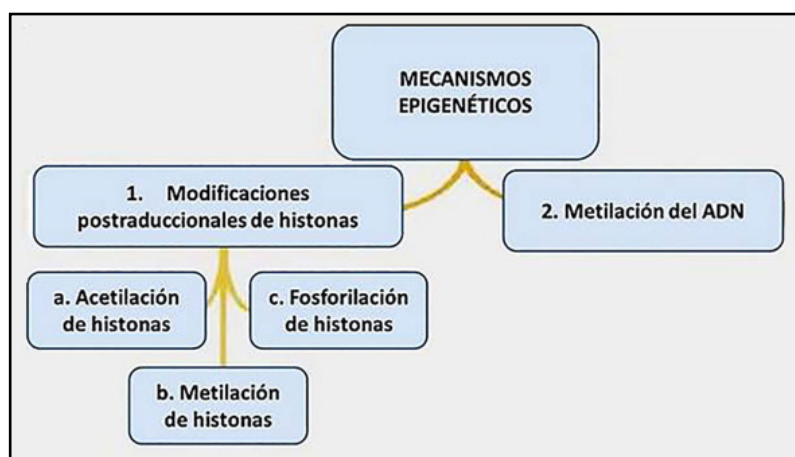 MECANISMOS
EPIGENÉTICOS
1. Modificaciones
postraduccionales de histonas
2. Metilación del ADN
a. Acetilación
de histonas
c. Fosforilación
de histonas
b. Metilación
de histonas